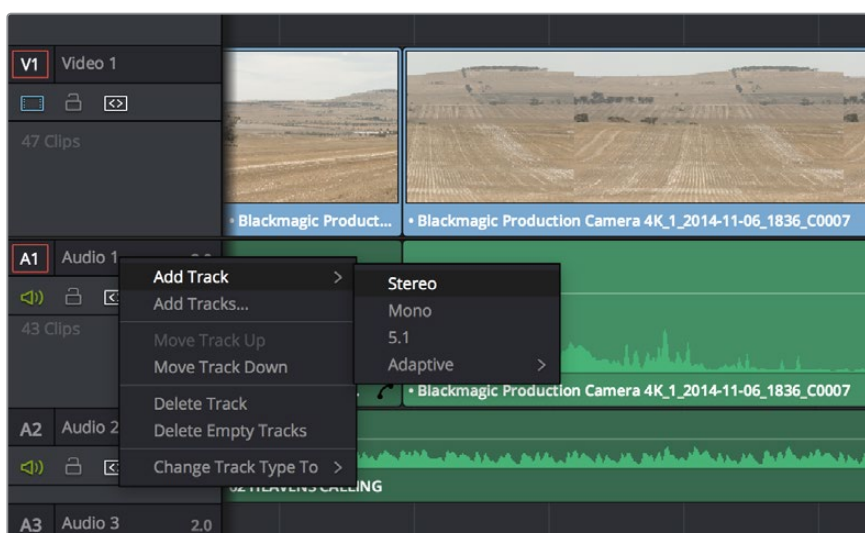 V1 Video 1
47 Clips
• Blackmagic Product...
• Blackmagic Production Camera 4K_1_2014-11-06_1836_C0007
A1 Audio 1
Add Track >
Add Tracks...
Move Track Up
Move Track Down
Delete Track
Delete Empty Tracks
Change Track Type To >
Stereo
Mono
5.1
Adaptive >
43 Clips
• Blackmagic Production Camera 4K_1_2014-11-06_1836_C0007
A2 Audio 2
HEAVENS CALLING
A3 Audio 3 2.0